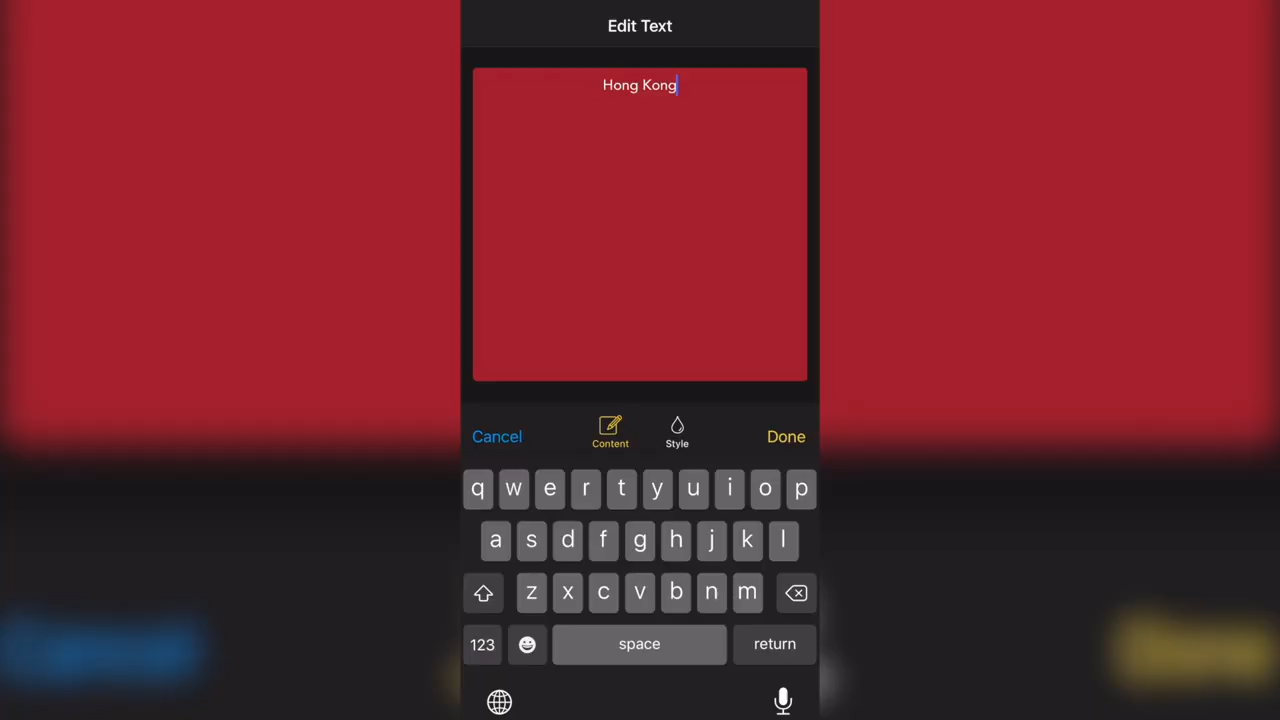 Edit Text
Hong Kong
Cancel
Content
Style
Done
q w e r t y u i o p
a s d f g h j k l
z x c v b n m
123
space
return